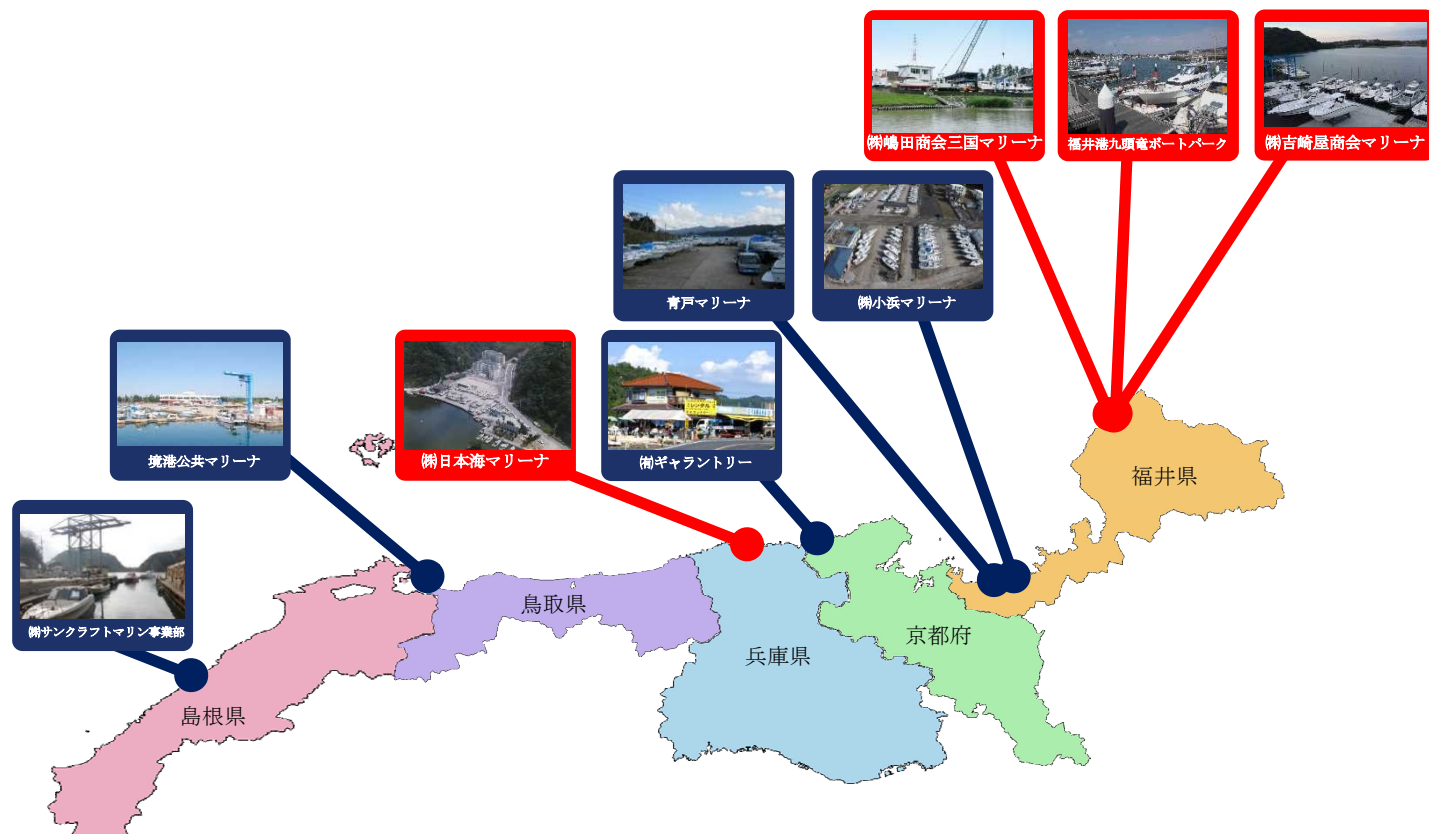 ㈱嶋田商会三国マリーナ
福井港九頭竜ボートパーク
㈱吉崎屋商会マリーナ
青戸マリーナ
㈱小浜マリーナ
境港公共マリーナ
㈱日本海マリーナ
㈲ギャラントリー
㈱サンクラフトマリン事業部
福井県
鳥取県
京都府
兵庫県
島根県
レンタル